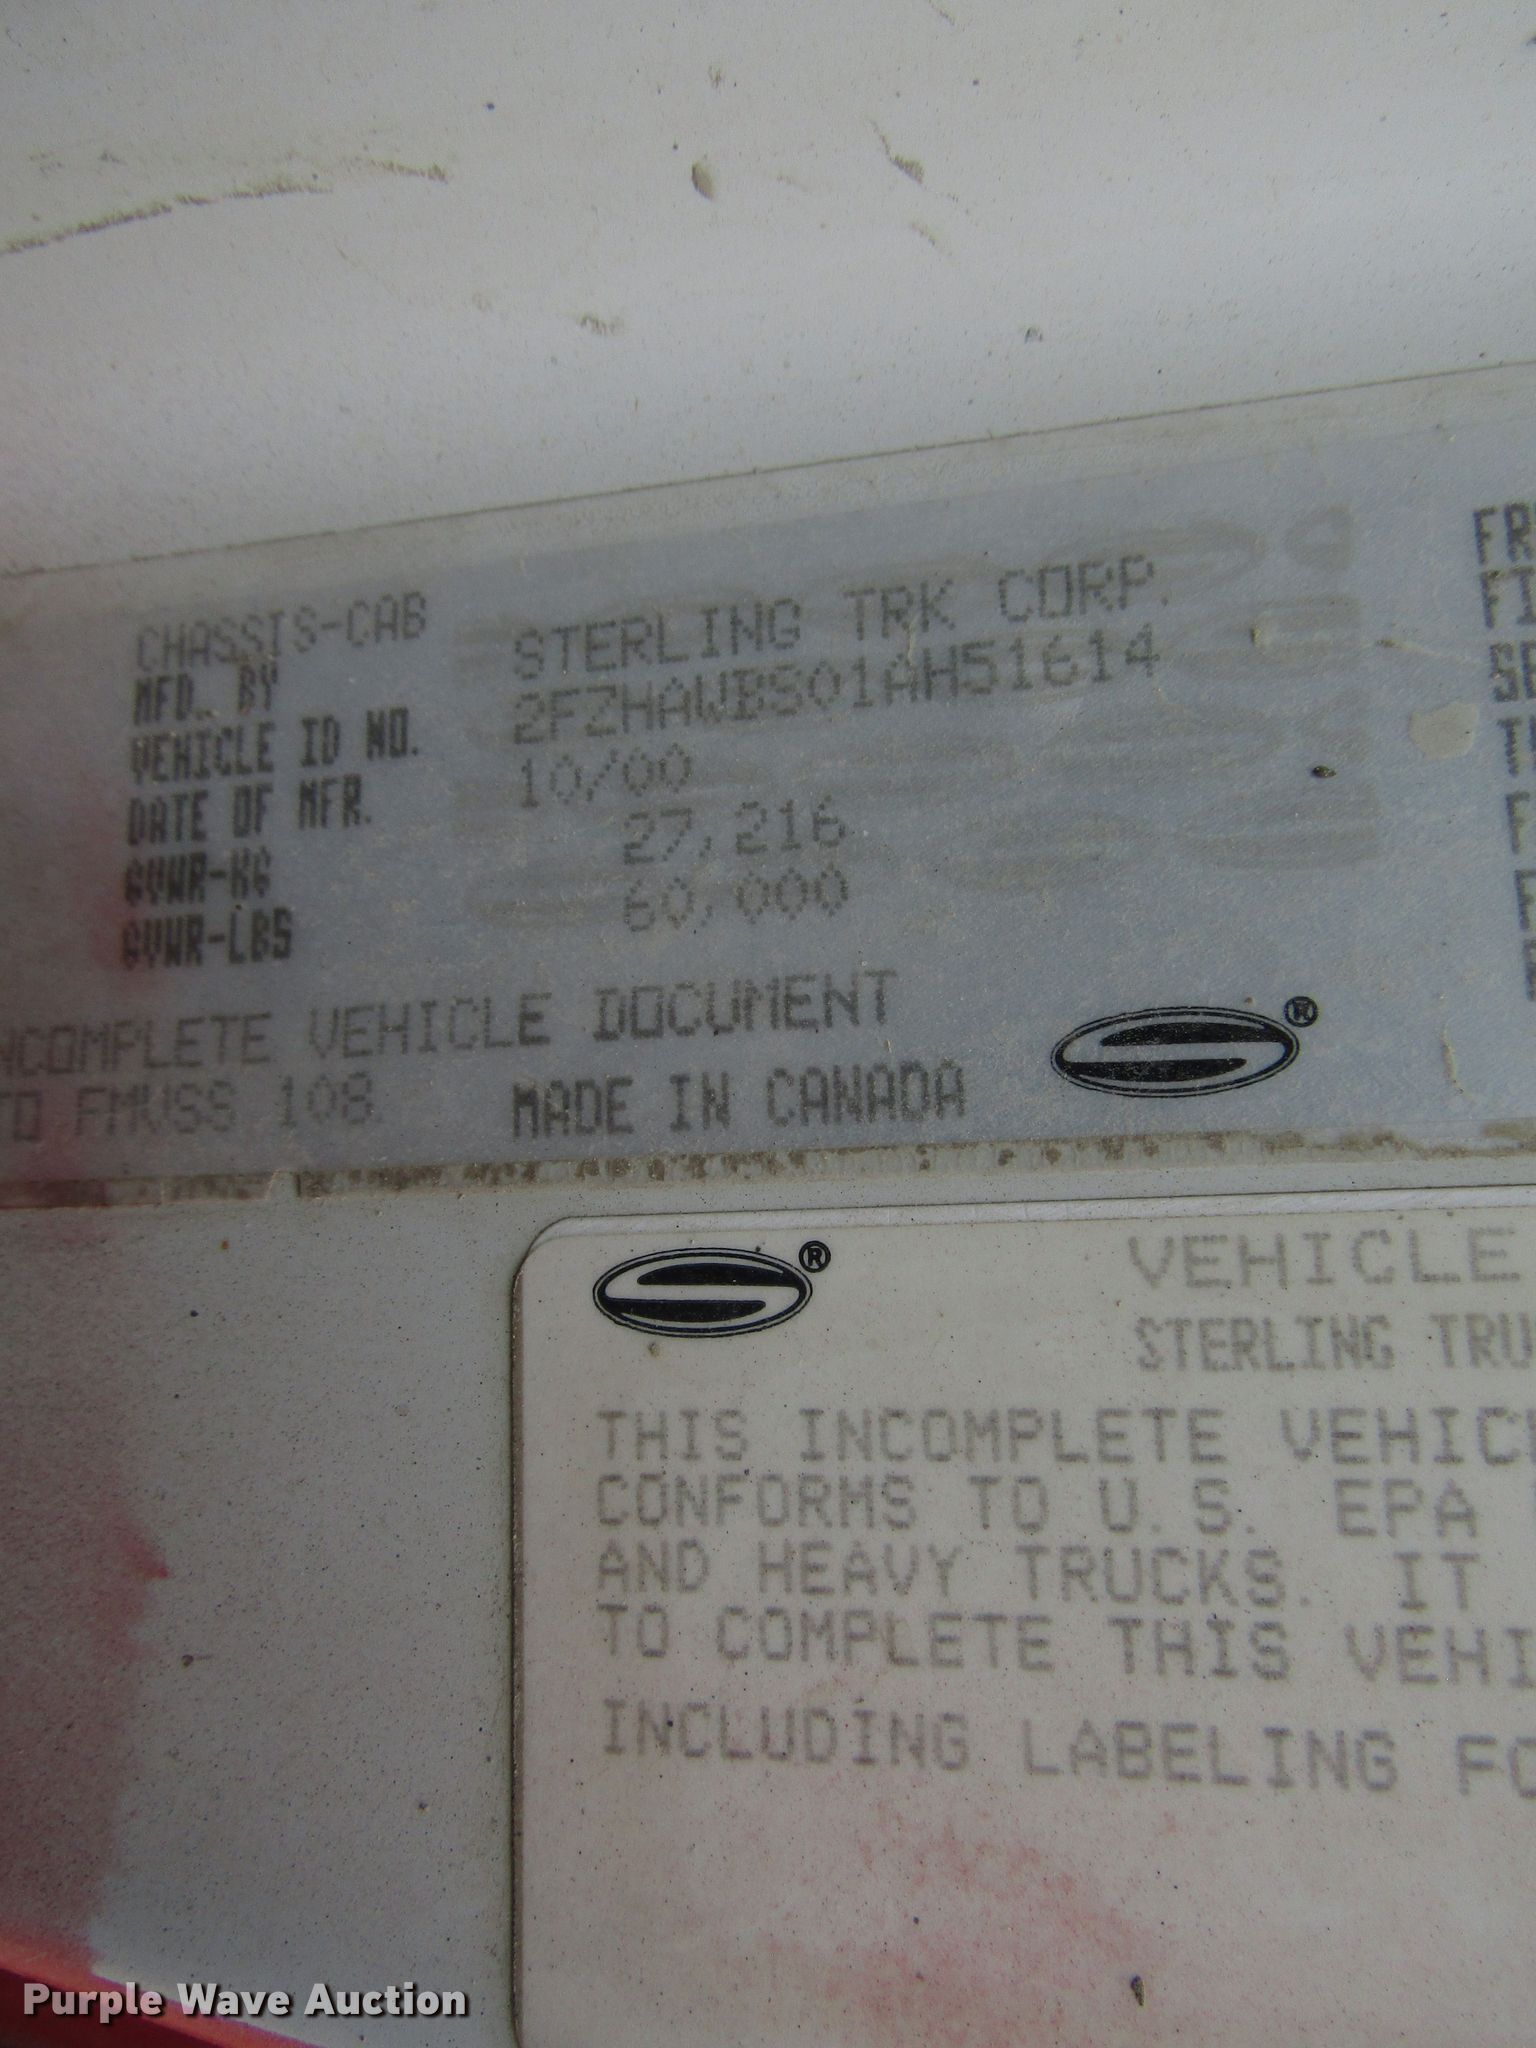 CHASSIS-CAB
MFD. BY STERLING TRK CORP.
VEHICLE ID NO. 2FZHAWBS01AH51614
DATE OF MFR. 10/00
GVWR-KG 27,216
GVWR-LBS 60,000
NCOMPLETE VEHICLE DOCUMENT
TO FMVSS 108. MADE IN CANADA
®
®
VEHICLE
STERLING TRU
THIS INCOMPLETE VEHIC
CONFORMS TO U.S. EPA
AND HEAVY TRUCKS. IT
TO COMPLETE THIS VEHI
INCLUDING LABELING FO
Purple Wave Auction